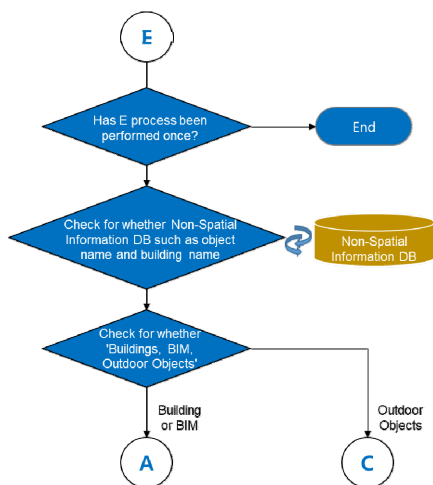 E
Has E process been
performed once?
End
Check for whether Non-Spatial
Information DB such as object
name and building name
Non-Spatial
Information DB
Check for whether
'Buildings, BIM,
Outdoor Objects'
Building
or BIM
Outdoor
Objects
A
C